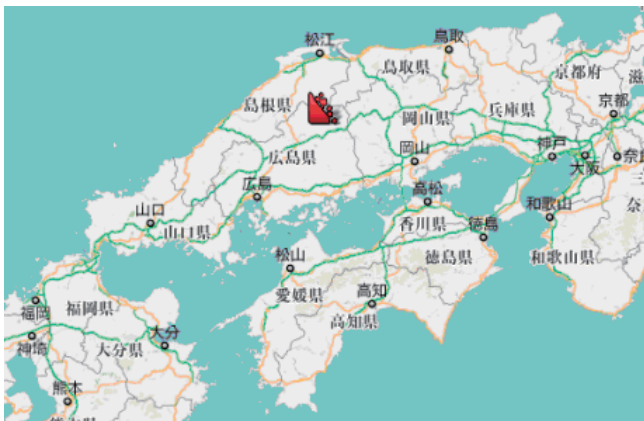 松江
鳥取
鳥取県
京都府
滋
京都
島根県
兵庫県
岡山県
広島県
岡山
神戸
大阪
奈良
三
奈
広島
高松
和歌山
山口
山口県
香川県
徳島
松山
徳島県
和歌山県
愛媛県
高知
福岡
福岡県
高知県
大分
神埼
大分県
熊本